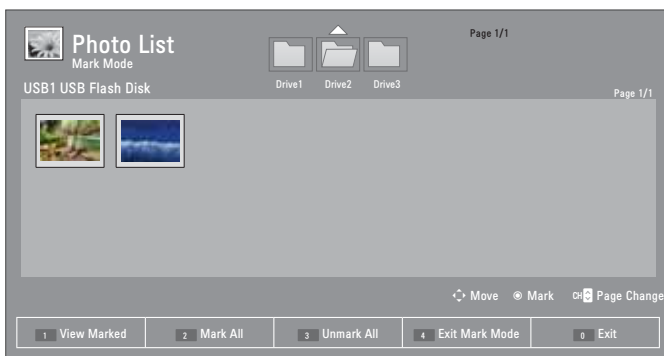 Photo List
Page 1/1
Mark Mode
USB1 USB Flash Disk
Drive1 Drive2 Drive3
Page 1/1
Move Mark CH Page Change
1 View Marked 2 Mark All 3 Unmark All 4 Exit Mark Mode 0 Exit